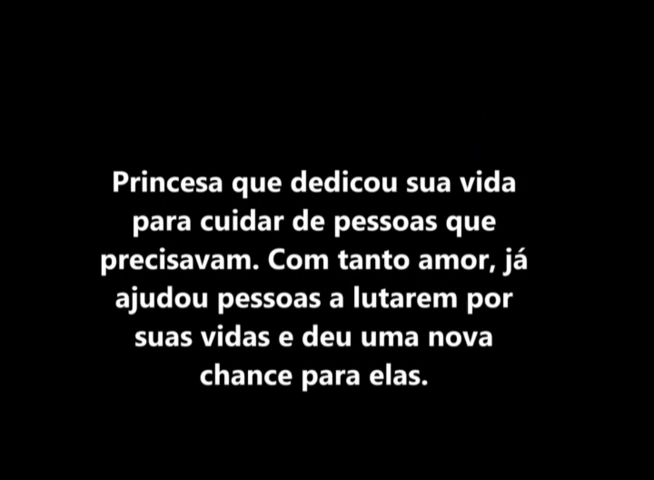 Princesa que dedicou sua vida
para cuidar de pessoas que
precisavam. Com tanto amor, já
ajudou pessoas a lutarem por
suas vidas e deu uma nova
chance para elas.